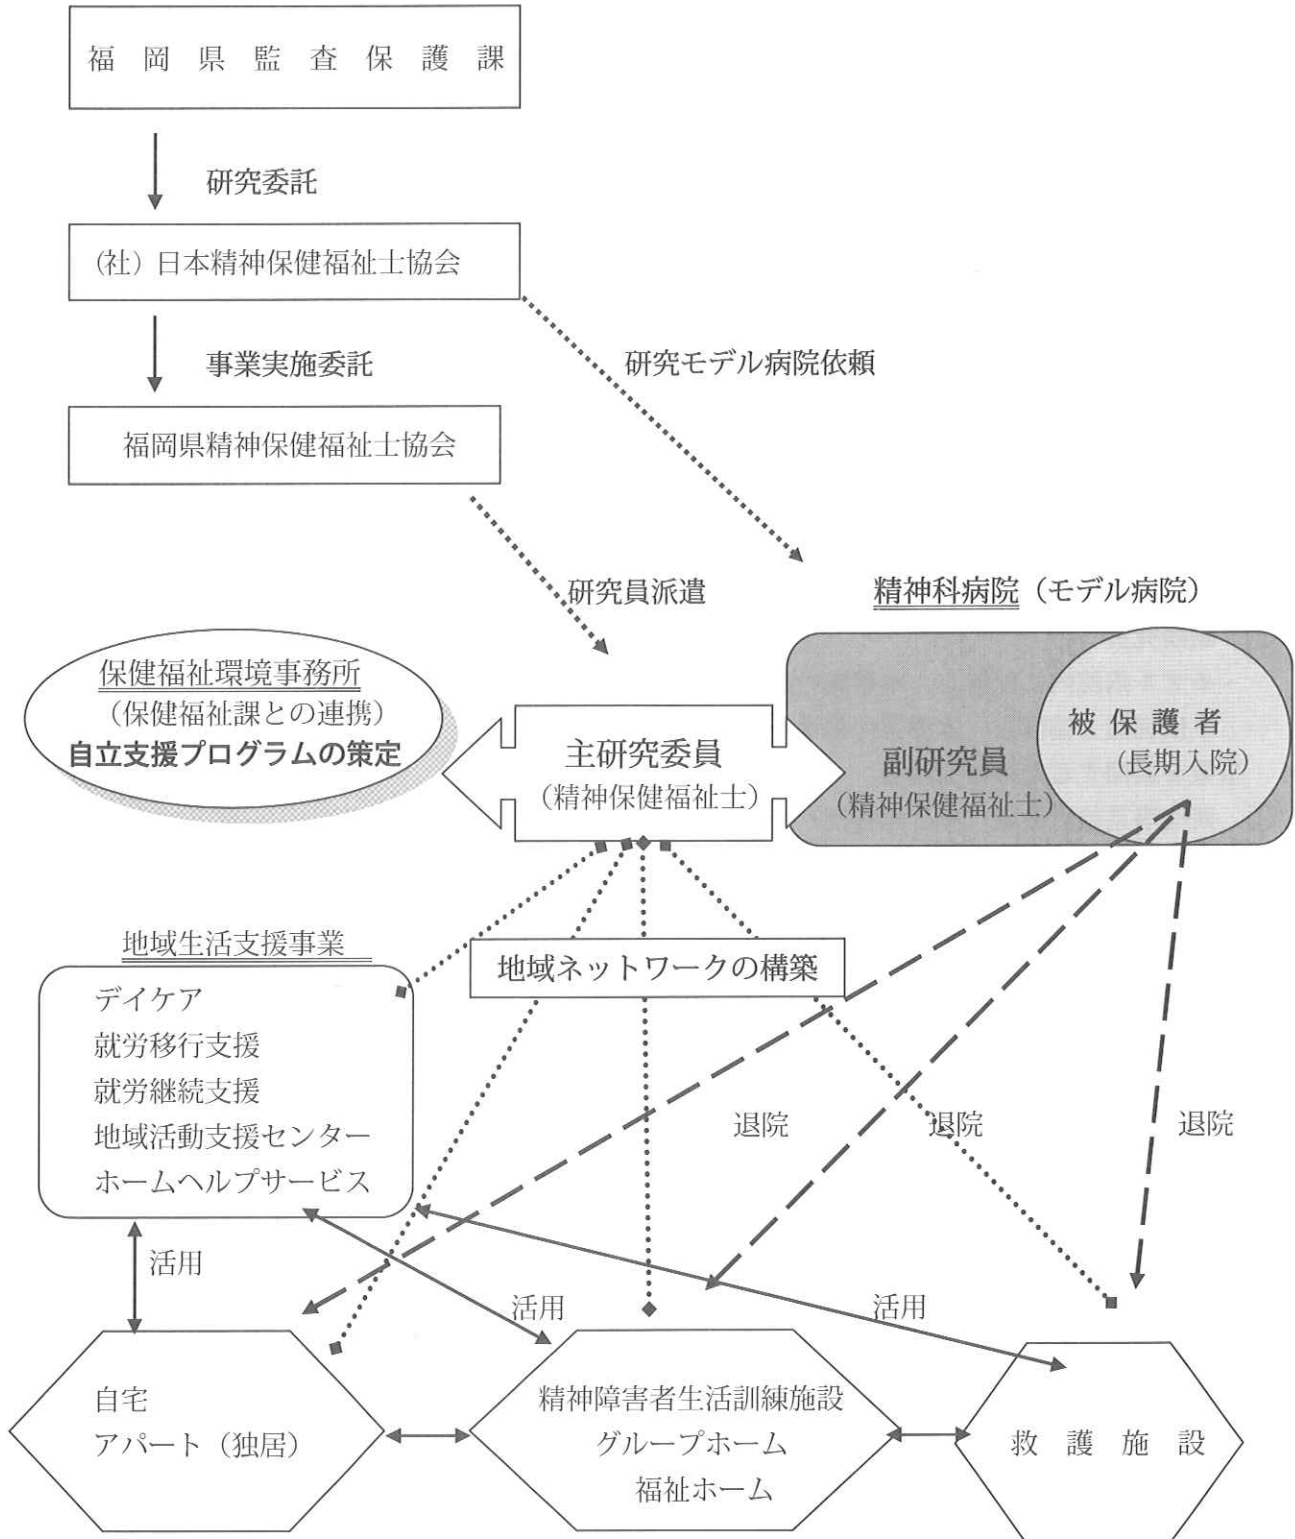 福岡県監査保護課
研究委託
(社)日本精神保健福祉士協会
事業実施委託
研究モデル病院依頼
福岡県精神保健福祉士協会
研究員派遣
精神科病院(モデル病院)
保健福祉環境事務所
(保健福祉課との連携)
自立支援プログラムの策定
主研究委員
(精神保健福祉士)
副研究員
(精神保健福祉士)
被保護者
(長期入院)
地域生活支援事業
デイケア
就労移行支援
就労継続支援
地域活動支援センター
ホームヘルプサービス
地域ネットワークの構築
退院
退院
退院
活用
活用
活用
自宅
アパート(独居)
精神障害者生活訓練施設
グループホーム
福祉ホーム
救護施設